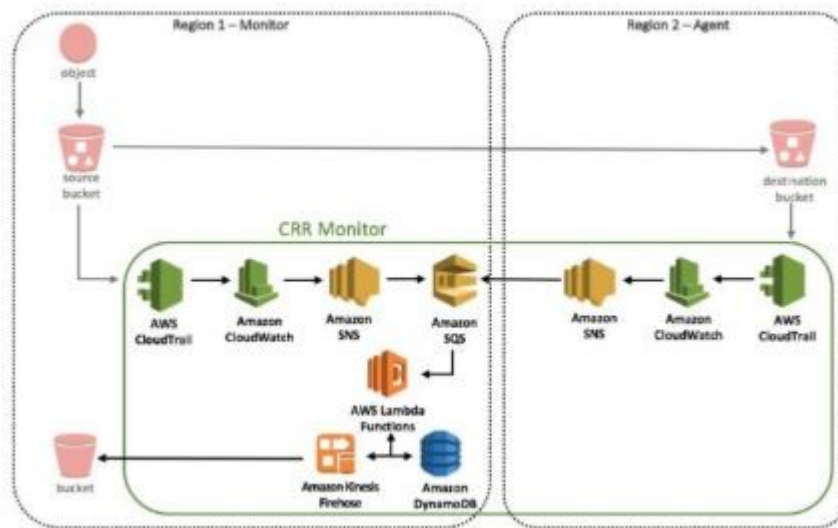 Region 1 – Monitor
Region 2 – Agent
object
source
bucket
destination
bucket
CRR Monitor
AWS
CloudTrail
Amazon
CloudWatch
Amazon
SNS
Amazon
SQS
Amazon
SNS
Amazon
CloudWatch
AWS
CloudTrail
AWS Lambda
Functions
bucket
Amazon Kinesis
Firehose
Amazon
DynamoDB